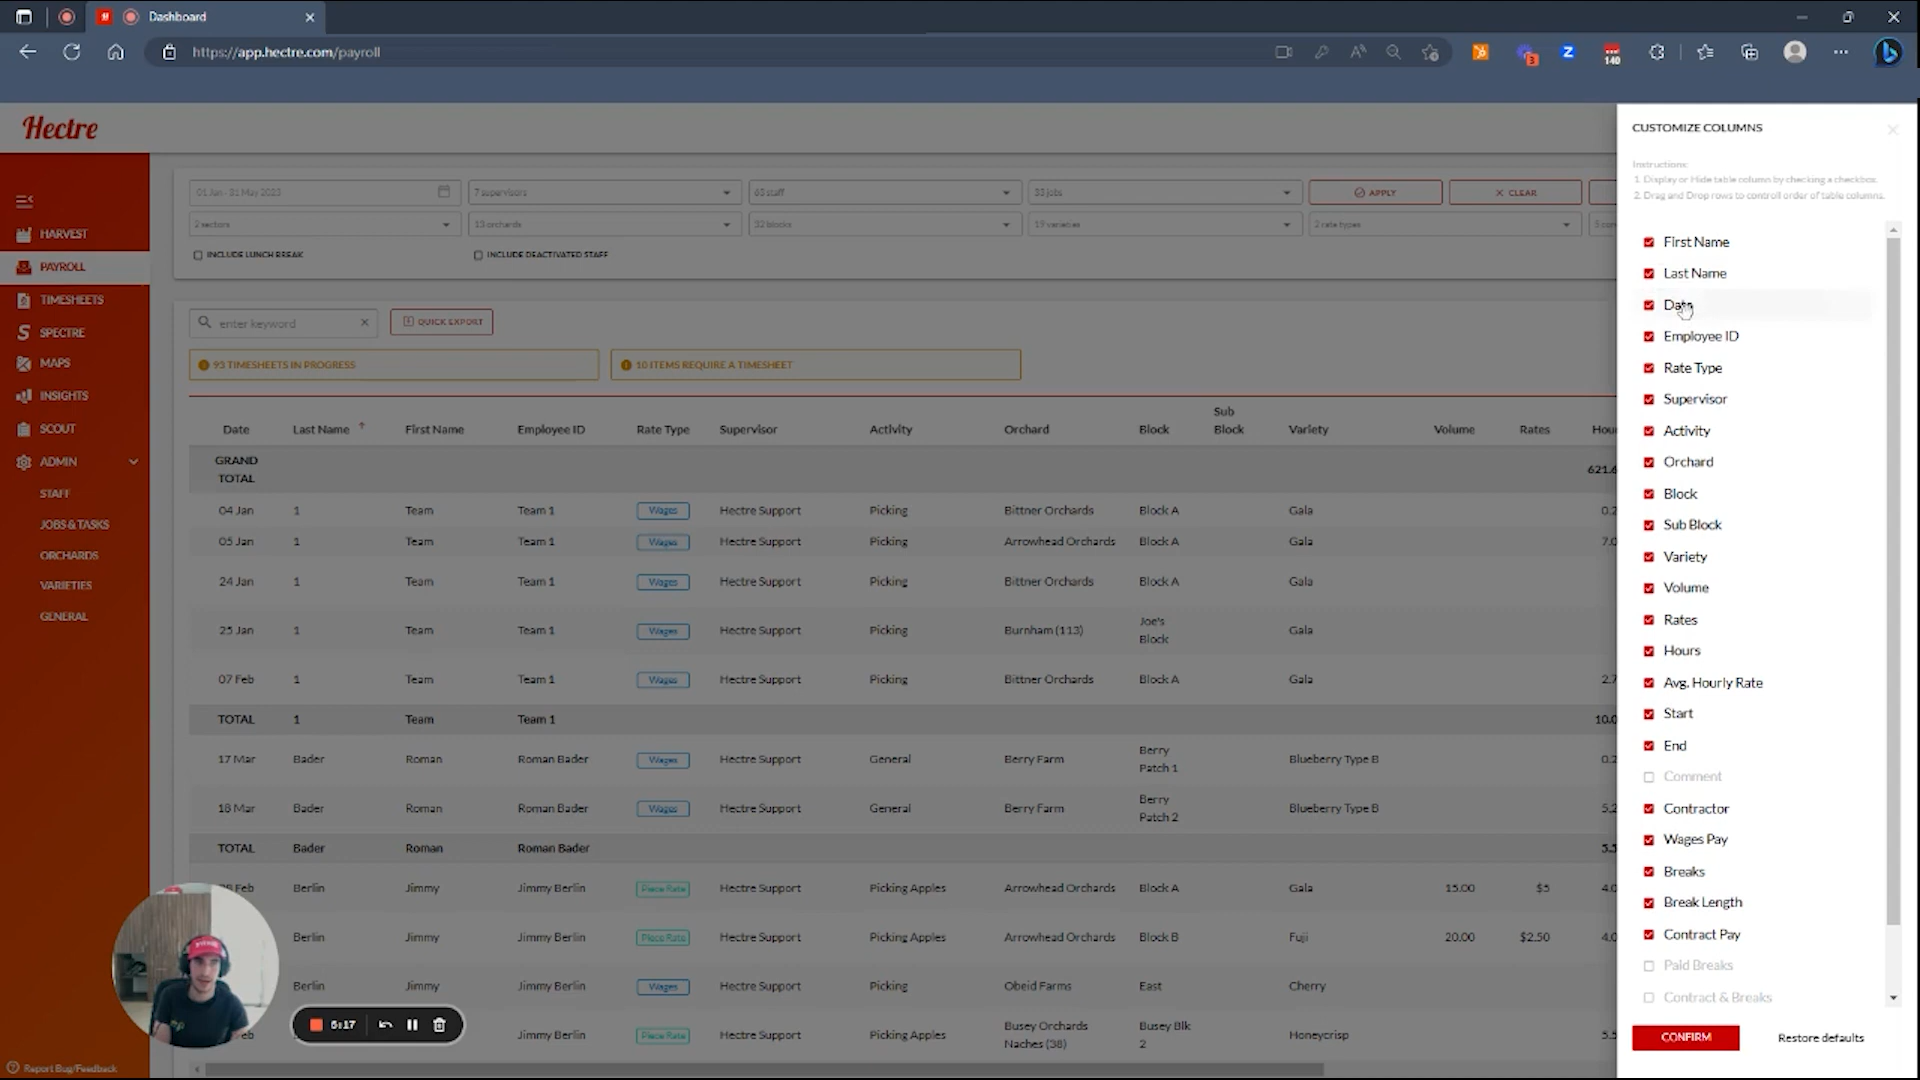 Dashboard
https://app.hectre.com/payroll
3
140
Hectre
HARVEST
PAYROLL
TIMESHEETS
SPECTRE
MAPS
INSIGHTS
SCOUT
ADMIN
STAFF
JOBS & TASKS
ORCHARDS
VARIETIES
GENERAL
Report Bug/Feedback
01 Jan - 31 May 2023
7 supervisors
63 staff
33 jobs
APPLY
CLEAR
2 sectors
13 orchards
32 blocks
19 varieties
2 rate types
INCLUDE LUNCH BREAK
INCLUDE DEACTIVATED STAFF
enter keyword
QUICK EXPORT
93 TIMESHEETS IN PROGRESS
10 ITEMS REQUIRE A TIMESHEET
Date Last Name First Name Employee ID Rate Type Supervisor Activity Orchard Block Sub Block Variety Volume Rates Hou
GRAND TOTAL 621.6
04 Jan 1 Team Team 1 Wages Hectre Support Picking Bittner Orchards Block A Gala 0.2
05 Jan 1 Team Team 1 Wages Hectre Support Picking Arrowhead Orchards Block A Gala 7.0
24 Jan 1 Team Team 1 Wages Hectre Support Picking Bittner Orchards Block A Gala
25 Jan 1 Team Team 1 Wages Hectre Support Picking Burnham (113) Joe's Block Gala
07 Feb 1 Team Team 1 Wages Hectre Support Picking Bittner Orchards Block A Gala 2.7
TOTAL 1 Team Team 1 10.0
17 Mar Bader Roman Roman Bader Wages Hectre Support General Berry Farm Berry Patch 1 Blueberry Type B 0.2
18 Mar Bader Roman Roman Bader Wages Hectre Support General Berry Farm Berry Patch 2 Blueberry Type B 5.2
TOTAL Bader Roman Roman Bader 5.5
Feb Berlin Jimmy Jimmy Berlin Piece Rate Hectre Support Picking Apples Arrowhead Orchards Block A Gala 15.00 $5 4.0
Berlin Jimmy Jimmy Berlin Piece Rate Hectre Support Picking Apples Arrowhead Orchards Block B Fuji 20.00 $2.50 4.0
Berlin Jimmy Jimmy Berlin Wages Hectre Support Picking Obeid Farms East Cherry
Jimmy Berlin Piece Rate Hectre Support Picking Apples Busey Orchards Naches (38) Busey Blk 2 Honeycrisp 5.5
5:17
CUSTOMIZE COLUMNS
Instructions:
1. Display or Hide table column by checking a checkbox.
2. Drag and Drop rows to controll order of table columns.
First Name
Last Name
Date
Employee ID
Rate Type
Supervisor
Activity
Orchard
Block
Sub Block
Variety
Volume
Rates
Hours
Avg. Hourly Rate
Start
End
Comment
Contractor
Wages Pay
Breaks
Break Length
Contract Pay
Paid Breaks
Contract & Breaks
CONFIRM
Restore defaults